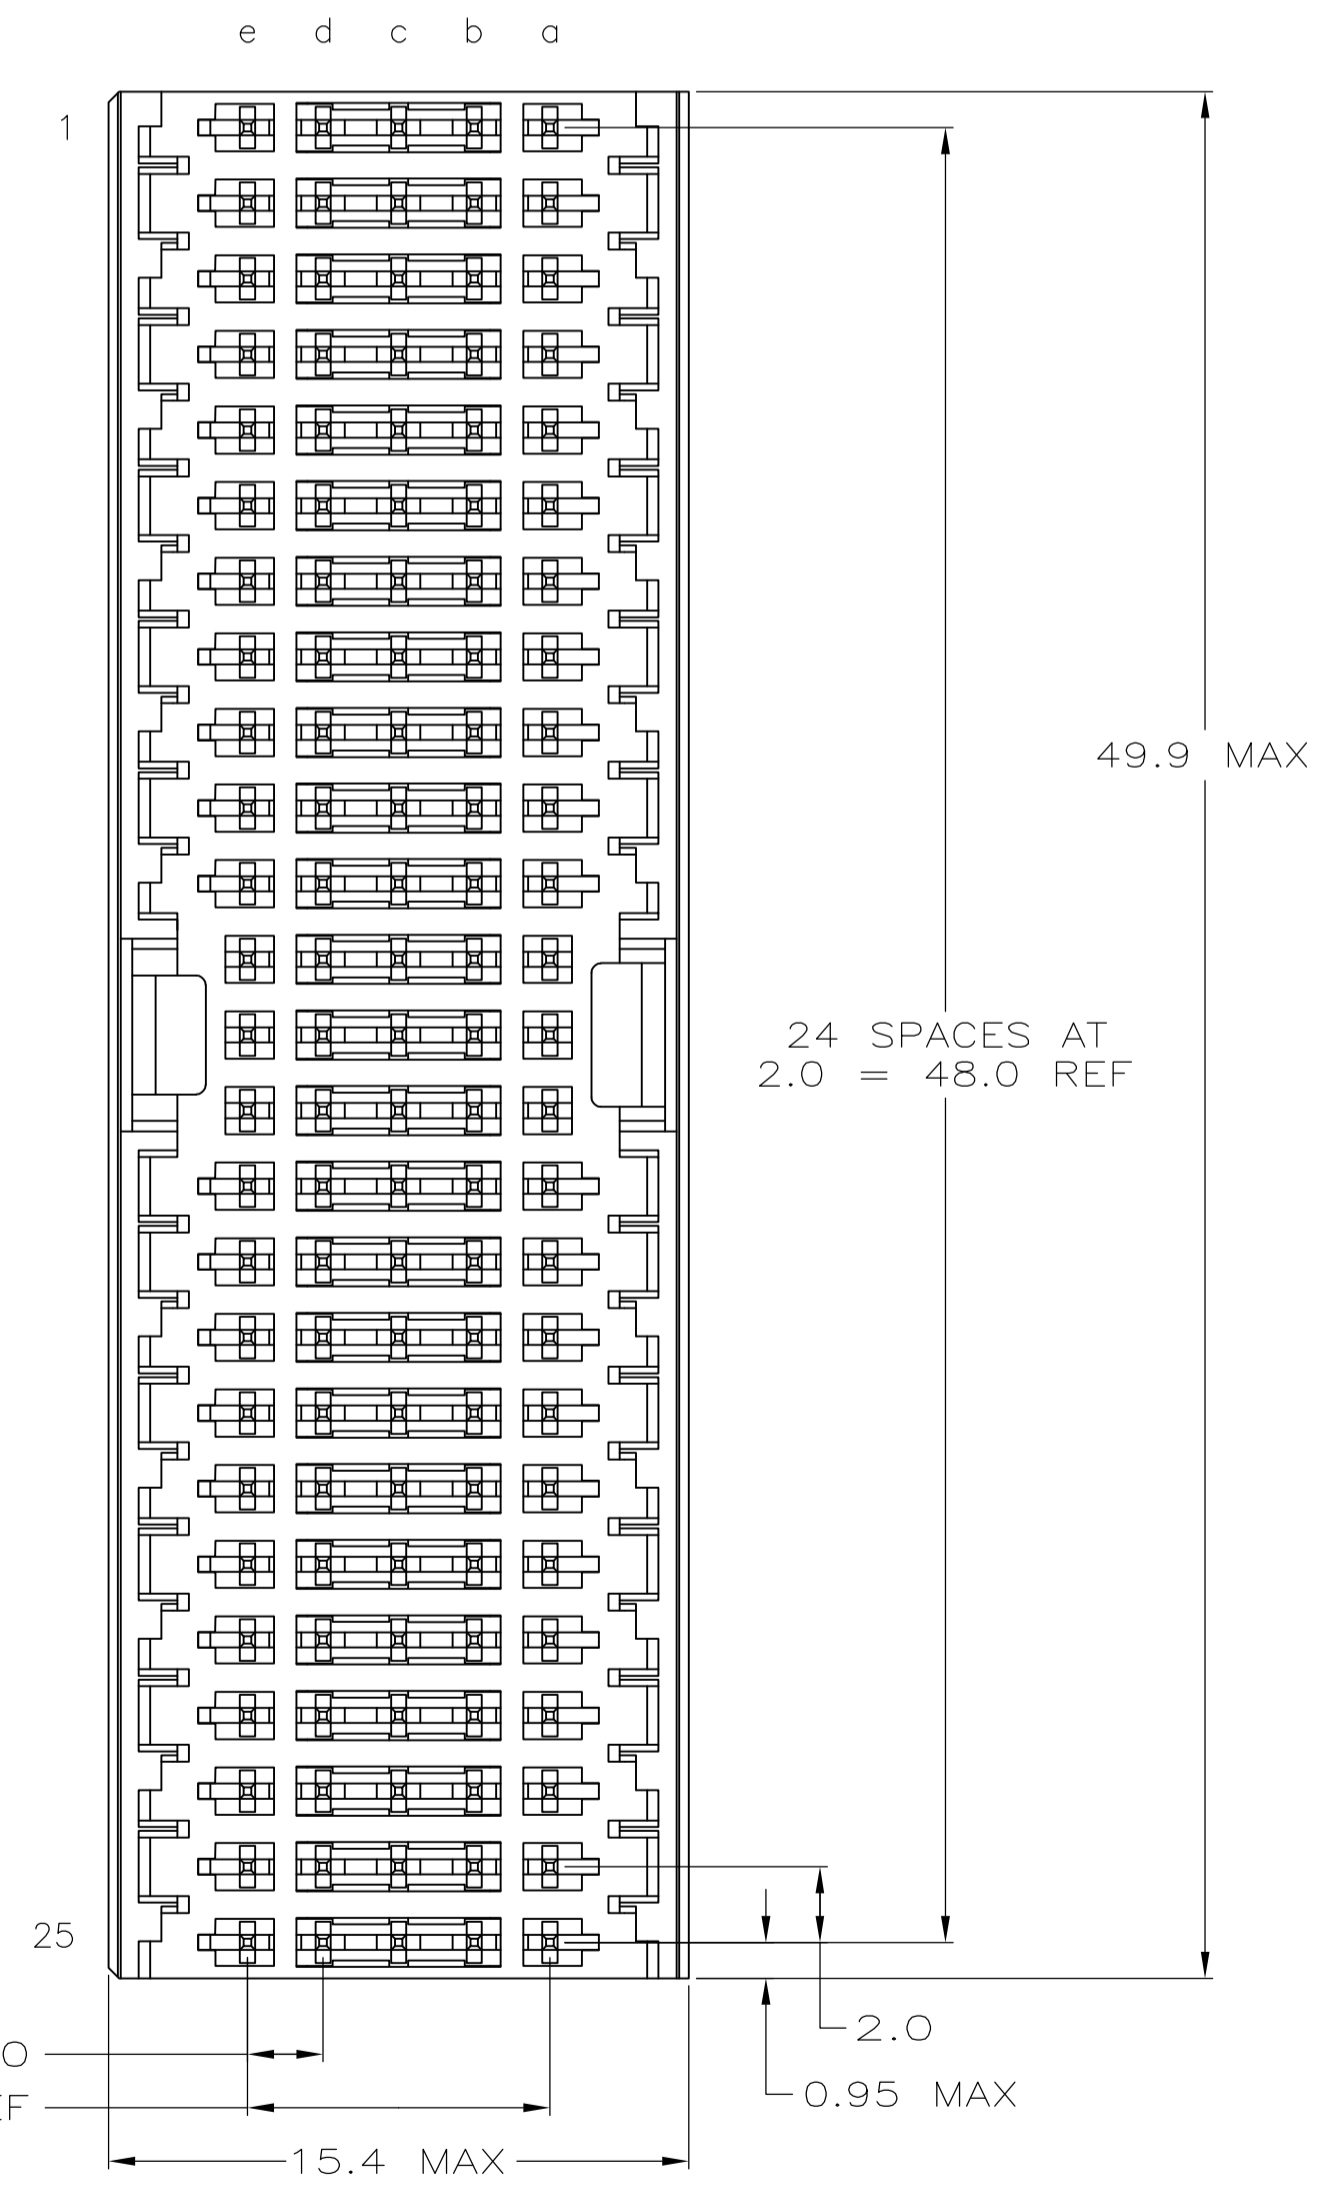 e d c b a
1
49.9 MAX
24 SPACES AT
2.0 = 48.0 REF
25
2.0
0.95 MAX
15.4 MAX